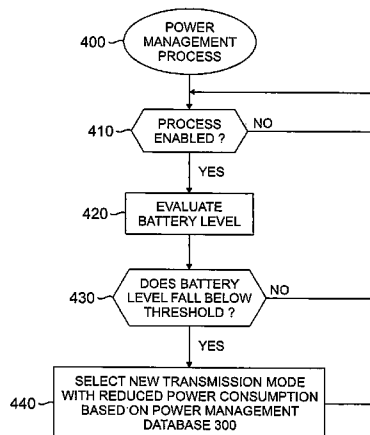 POWER
MANAGEMENT
PROCESS
400
PROCESS
ENABLED ?
410
NO
YES
EVALUATE
BATTERY LEVEL
420
DOES BATTERY
LEVEL FALL BELOW
THRESHOLD ?
430
NO
YES
SELECT NEW TRANSMISSION MODE
WITH REDUCED POWER CONSUMPTION
BASED ON POWER MANAGEMENT
DATABASE 300
440